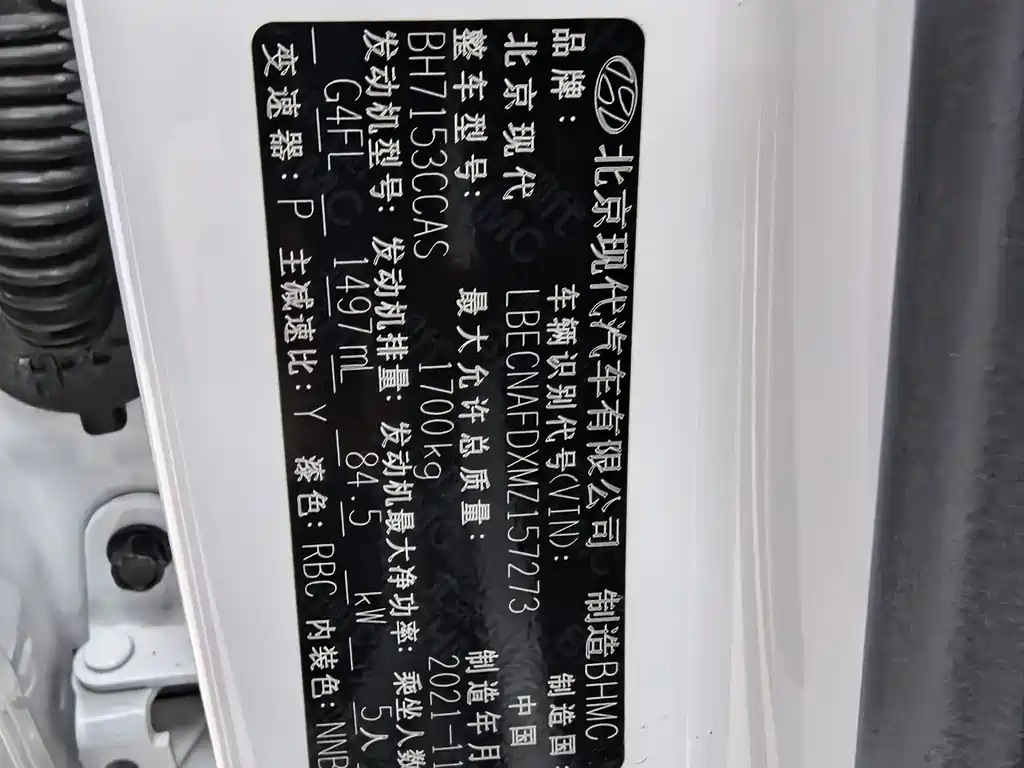 北京现代汽车有限公司 制造BHMC
品牌: 车辆识别代号(VIN): 制造国:
北京现代 LBECNAFDXMZ157273 中国
整车型号: 最大允许总质量: 制造年月
BH7153CCAS 1700kg 2021-11
发动机型号: 发动机排量: 发动机最大净功率: 乘坐人数
G4FL 1497mL 84.5 kW 5人
变速器: P 主减速比: Y 漆色: RBC 内装色: NNB